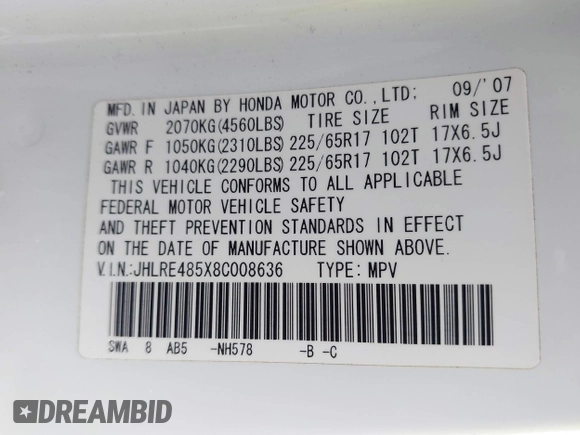 MFD. IN JAPAN BY HONDA MOTOR CO.,LTD; 09/'07
GVWR 2070KG(4560LBS) TIRE SIZE RIM SIZE
GAWR F 1050KG(2310LBS) 225/65R17 102T 17X6.5J
GAWR R 1040KG(2290LBS) 225/65R17 102T 17X6.5J
THIS VEHICLE CONFORMS TO ALL APPLICABLE
FEDERAL MOTOR VEHICLE SAFETY
AND THEFT PREVENTION STANDARDS IN EFFECT
ON THE DATE OF MANUFACTURE SHOWN ABOVE.
V.I.N.:JHLRE485X8C008636 TYPE: MPV
SWA 8 AB5 -NH578 -B -C
DREAMBID